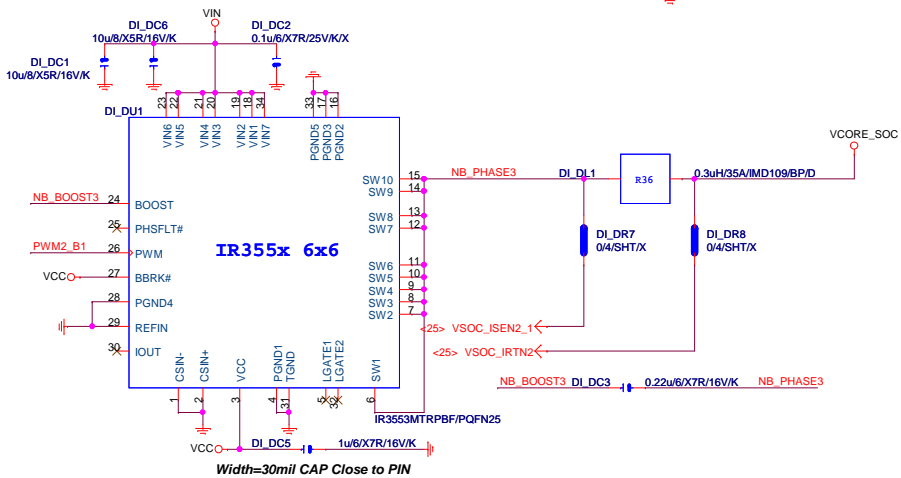 VIN
DI_DC6
10u/8/X5R/16V/K
DI_DC2
0.1u/6/X7R/25V/K/X
DI_DC1
10u/8/X5R/16V/K
DI_DU1
23
22
21
20
19
18
34
33
17
16
VIN6
VIN5
VIN4
VIN3
VIN2
VIN1
VIN7
PGND5
PGND3
PGND2
NB_BOOST3
24
BOOST
25
PHSFLT#
PWM2_B1
26
PWM
VCC
27
BBRK#
28
PGND4
29
REFIN
30
IOUT
IR355x 6x6
SW10
15
SW9
14
SW8
13
SW7
12
SW6
11
SW5
10
SW4
9
SW3
8
SW2
7
CSIN-
CSIN+
VCC
PGND1
TGND
LGATE1
LGATE2
SW1
1
2
3
4
31
5
32
6
NB_PHASE3
DI_DL1
R36
0.3uH/35A/IMD109/BP/D
VCORE_SOC
DI_DR7
0/4/SHT/X
DI_DR8
0/4/SHT/X
<25> VSOC_ISEN2_1
<25> VSOC_IRTN2
NB_BOOST3
DI_DC3
0.22u/6/X7R/16V/K
NB_PHASE3
IR3553MTRPBF/PQFN25
VCC
DI_DC5
1u/6/X7R/16V/K
Width=30mil CAP Close to PIN